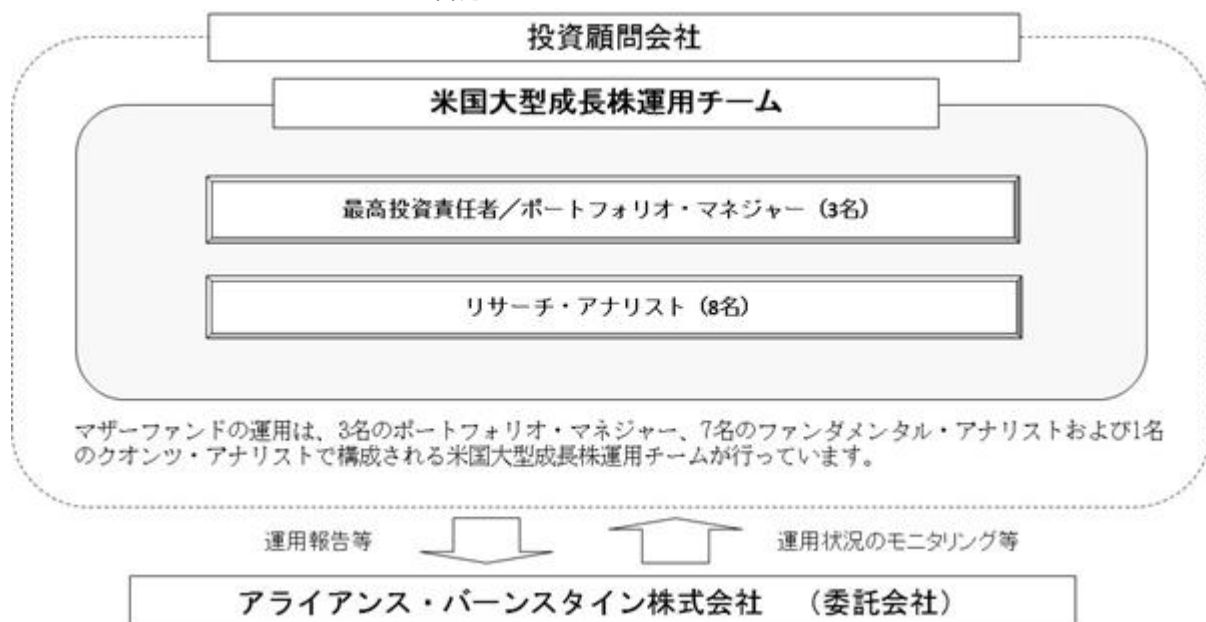 投資顧問会社
米国大型成長株運用チーム
最高投資責任者／ポートフォリオ・マネジャー（3名）
リサーチ・アナリスト（8名）
マザーファンドの運用は、3名のポートフォリオ・マネジャー、7名のファンダメンタル・アナリストおよび1名
のクオンツ・アナリストで構成される米国大型成長株運用チームが行っています。
運用報告等
運用状況のモニタリング等
アライアンス・バーンスタイン株式会社　（委託会社）